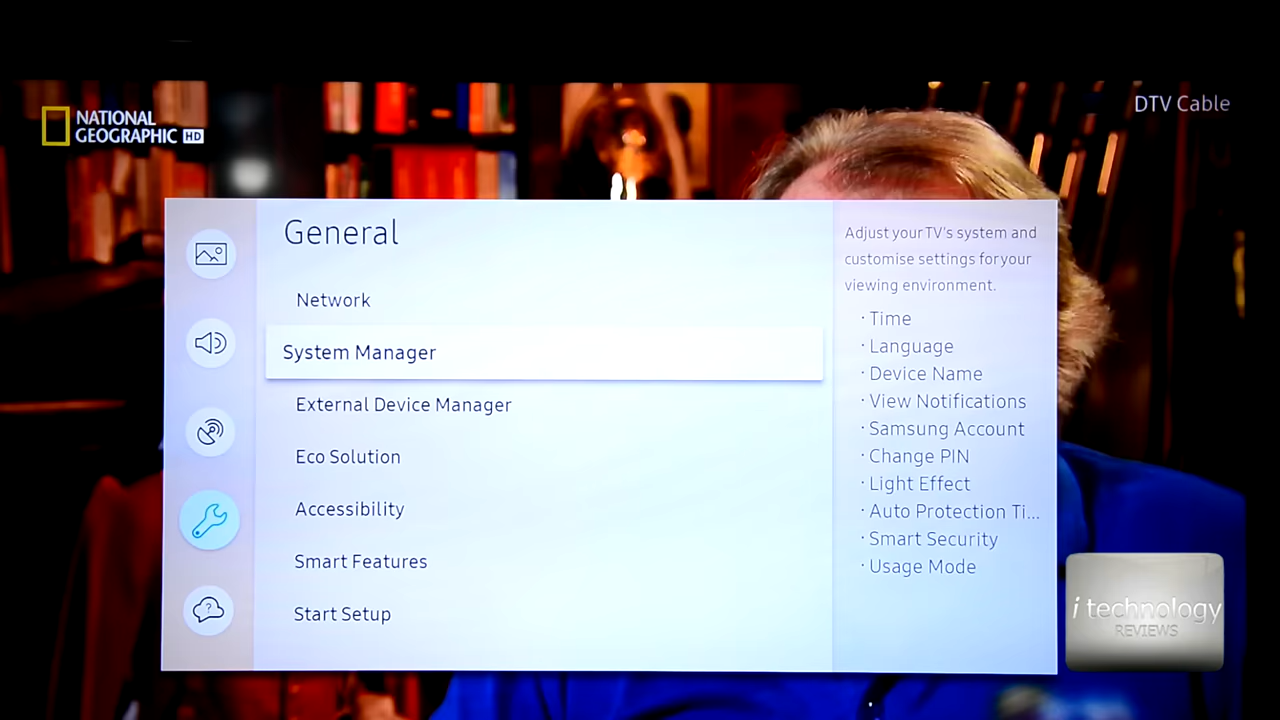 NATIONAL
GEOGRAPHIC HD
DTV Cable
General
Network
System Manager
External Device Manager
Eco Solution
Accessibility
Smart Features
Start Setup
Adjust your TV's system and
customise settings for your
viewing environment.
· Time
· Language
· Device Name
· View Notifications
· Samsung Account
· Change PIN
· Light Effect
· Auto Protection Ti...
· Smart Security
· Usage Mode
?
i technology
REVIEWS